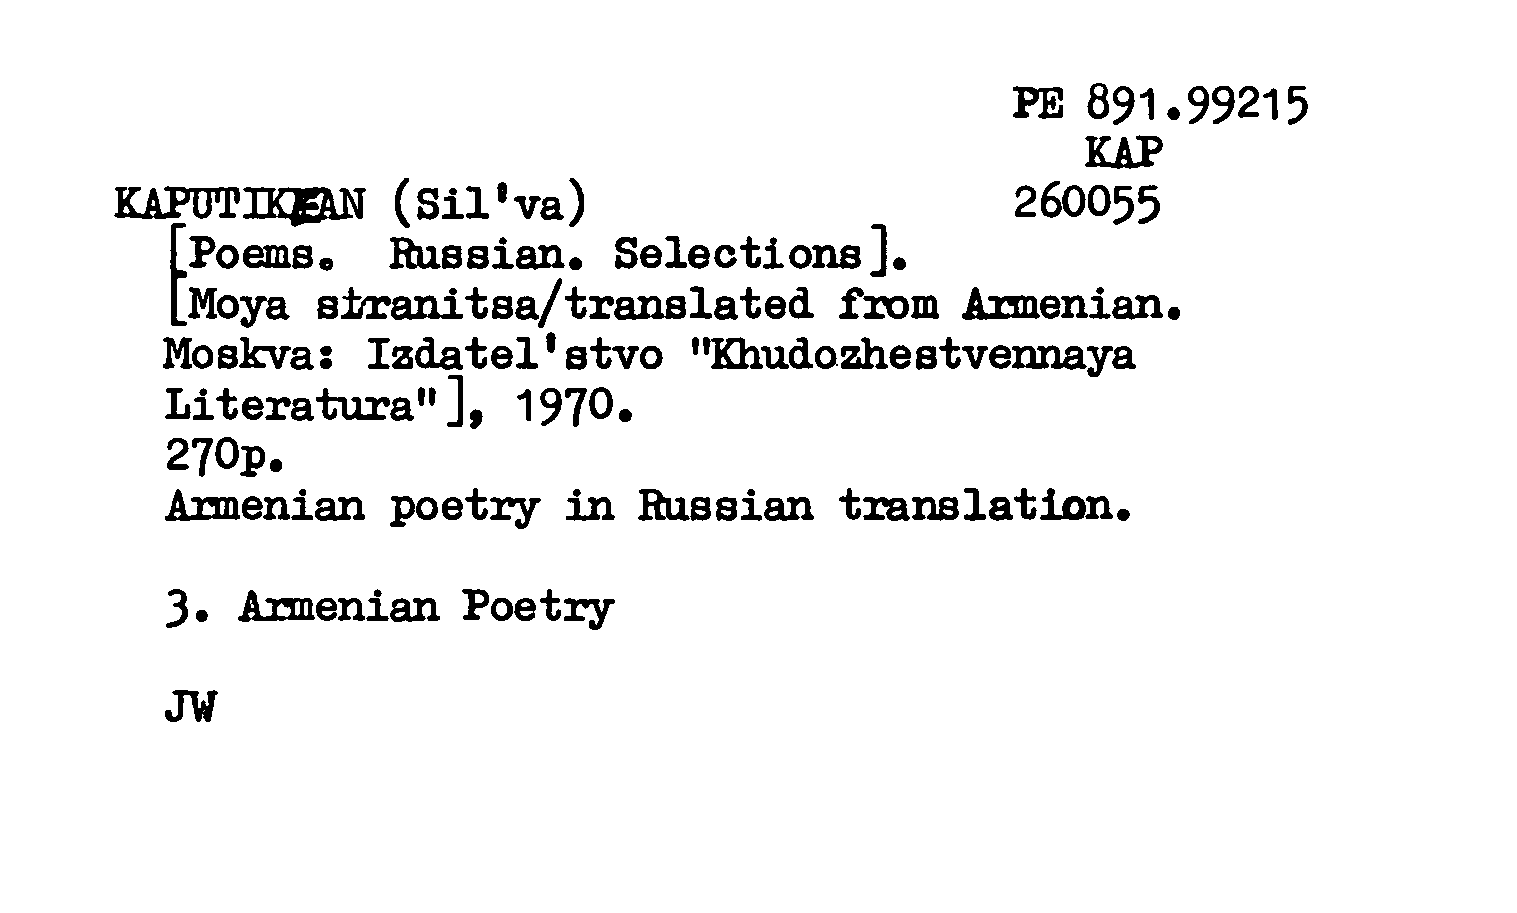 PE 891.99215
KAP
KAPUTIKEAN (Sil'va) 260055
[Poems. Russian. Selections].
[Moya stranitsa/translated from Armenian.
Moskva: Izdatel'stvo "Khudozhestvennaya
Literatura"], 1970.
270p.
Armenian poetry in Russian translation.
3. Armenian Poetry
JW